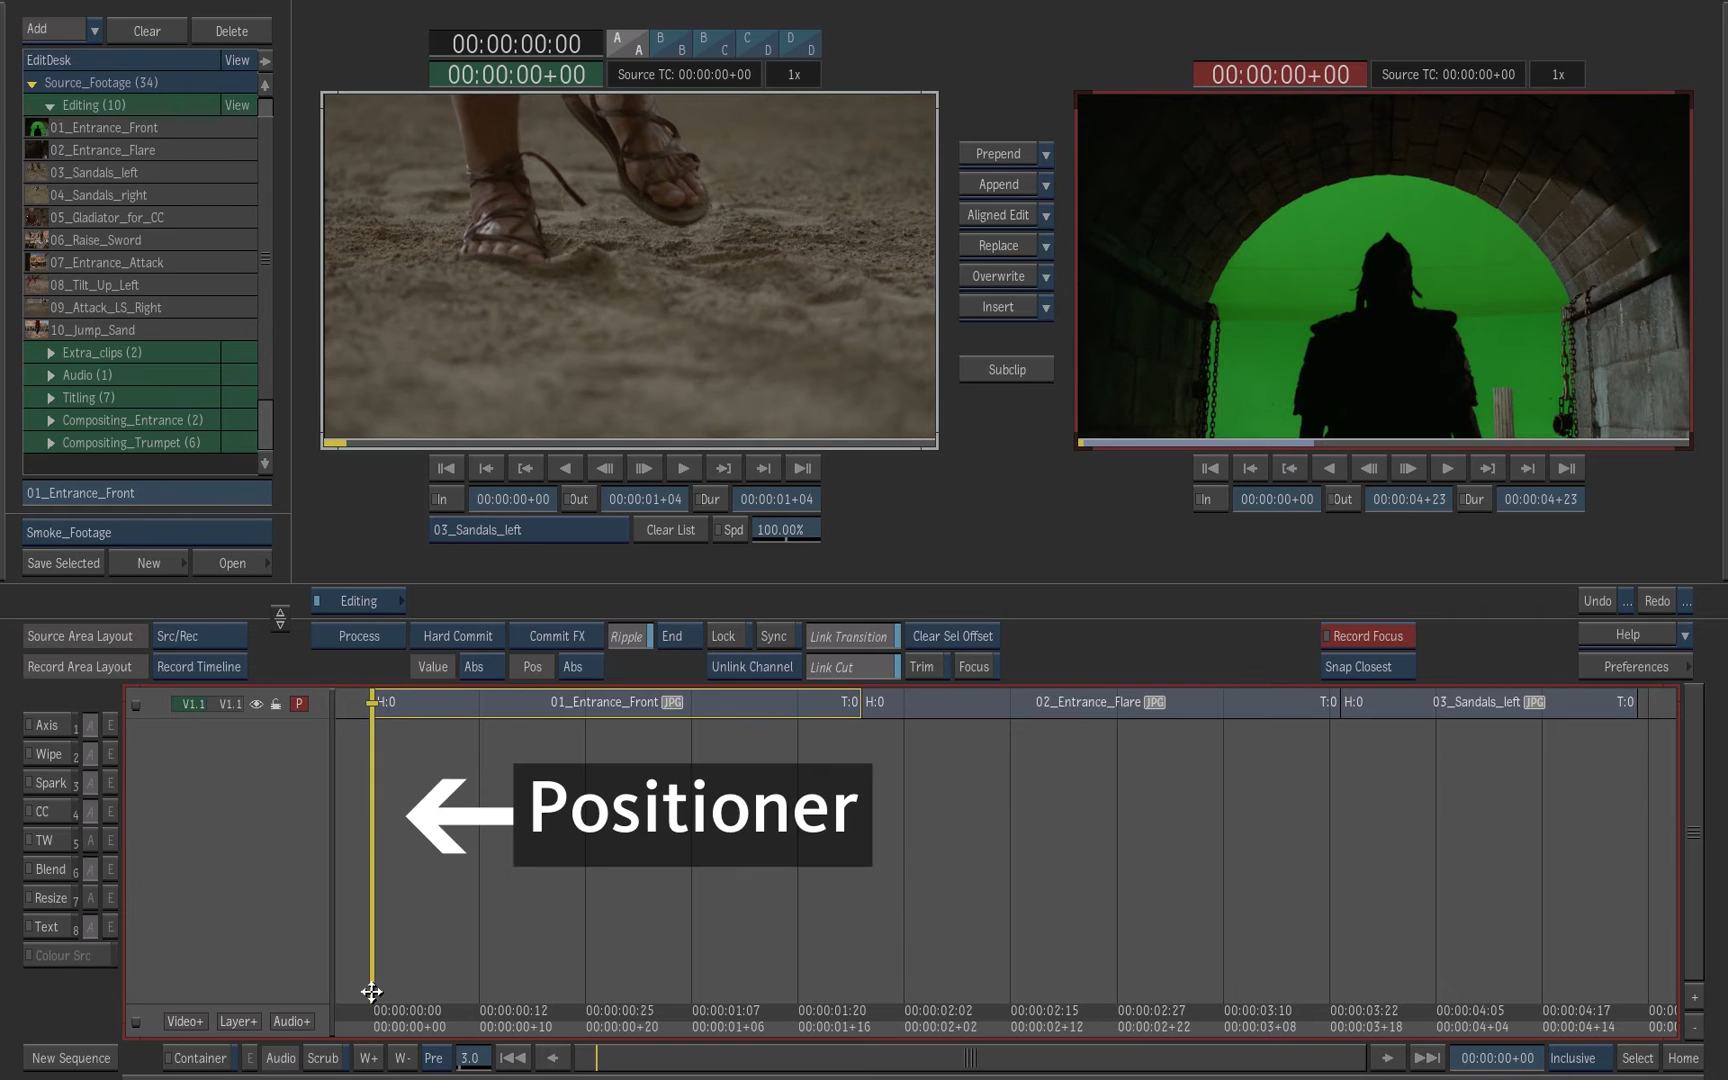 Add Clear Delete
EditDesk View
Source_Footage (34)
Editing (10) View
01_Entrance_Front
02_Entrance_Flare
03_Sandals_left
04_Sandals_right
05_Gladiator_for_CC
06_Raise_Sword
07_Entrance_Attack
08_Tilt_Up_Left
09_Attack_LS_Right
10_Jump_Sand
Extra_clips (2)
Audio (1)
Titling (7)
Compositing_Entrance (2)
Compositing_Trumpet (6)
01_Entrance_Front
Smoke_Footage
Save Selected New Open
00:00:00:00 A A B B B C C D D D
00:00:00+00 Source TC: 00:00:00+00 1x
In 00:00:00+00 Out 00:00:01+04 Dur 00:00:01+04
03_Sandals_left Clear List Spd 100.00%
Prepend
Append
Aligned Edit
Replace
Overwrite
Insert
Subclip
00:00:00+00 Source TC: 00:00:00+00 1x
In 00:00:00+00 Out 00:00:04+23 Dur 00:00:04+23
Editing Undo ... Redo ...
Source Area Layout Src/Rec Process Hard Commit Commit FX Ripple End Lock Sync Link Transition Clear Sel Offset Record Focus Help
Record Area Layout Record Timeline Value Abs Pos Abs Unlink Channel Link Cut Trim Focus Snap Closest Preferences
V1.1 V1.1 P H:0 01_Entrance_Front JPG T:0 H:0 02_Entrance_Flare JPG T:0 H:0 03_Sandals_left JPG T:0
Axis 1 A E
Wipe 2 A E
Spark 3 A E
CC 4 A E
TW 5 A E
Blend 6 A E
Resize 7 A E
Text 8 A E
Colour Src
Positioner
00:00:00:00 00:00:00:12 00:00:00:25 00:00:01:07 00:00:01:20 00:00:02:02 00:00:02:15 00:00:02:27 00:00:03:10 00:00:03:22 00:00:04:05 00:00:04:17 00:0
00:00:00+00 00:00:00+10 00:00:00+20 00:00:01+06 00:00:01+16 00:00:02+02 00:00:02+12 00:00:02+22 00:00:03+08 00:00:03+18 00:00:04+04 00:00:04+14 00:0
Video+ Layer+ Audio+ + -
New Sequence Container E Audio Scrub W+ W- Pre 3.0 00:00:00+00 Inclusive Select Home